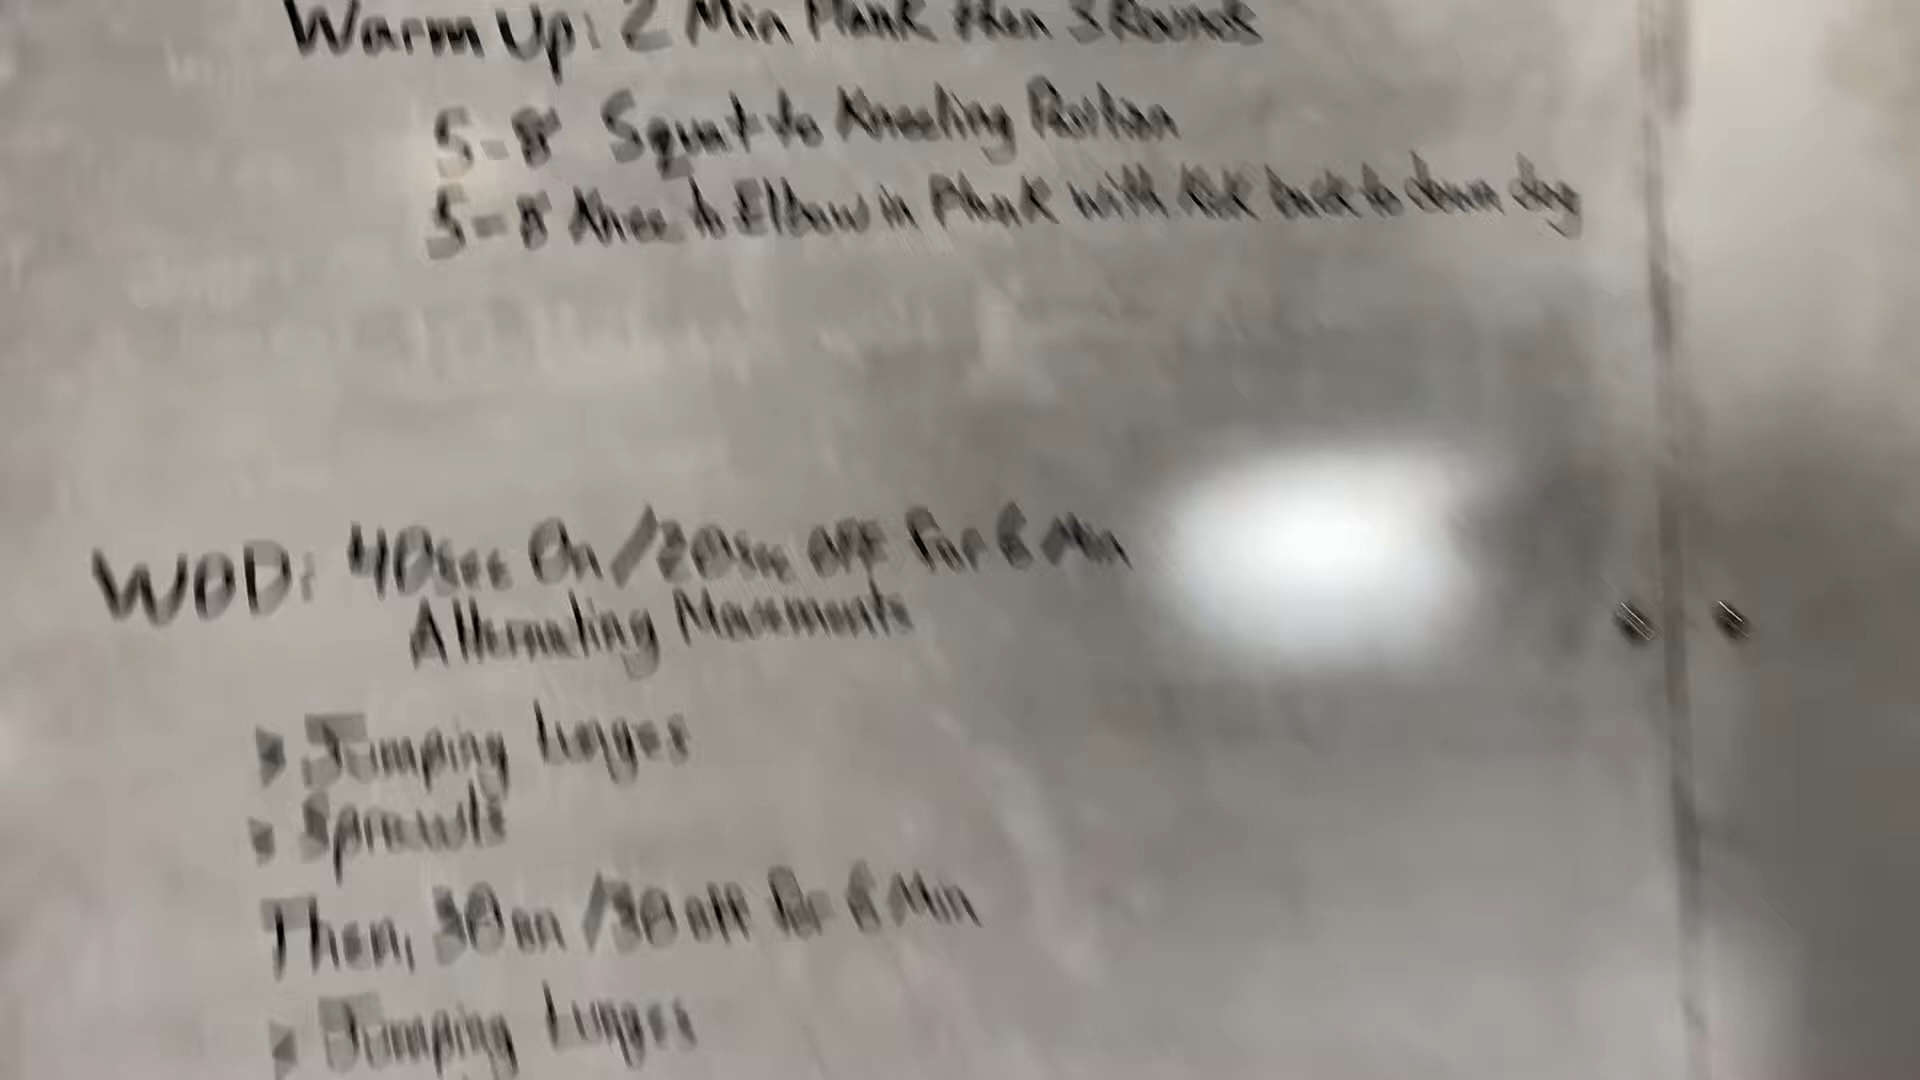 Warm Up: 2 Min Plank then 3 Rounds
5-8 Squat to Kneeling Position
5-8 Knee to Elbow in Plank with kick back to down dog
WOD: 40sec On /20sec OFF For 6 Min
Alternating Movements
• Jumping Lunges
• Sprawls
Then, 30 on /30 off for 6 Min
• Jumping Lunges